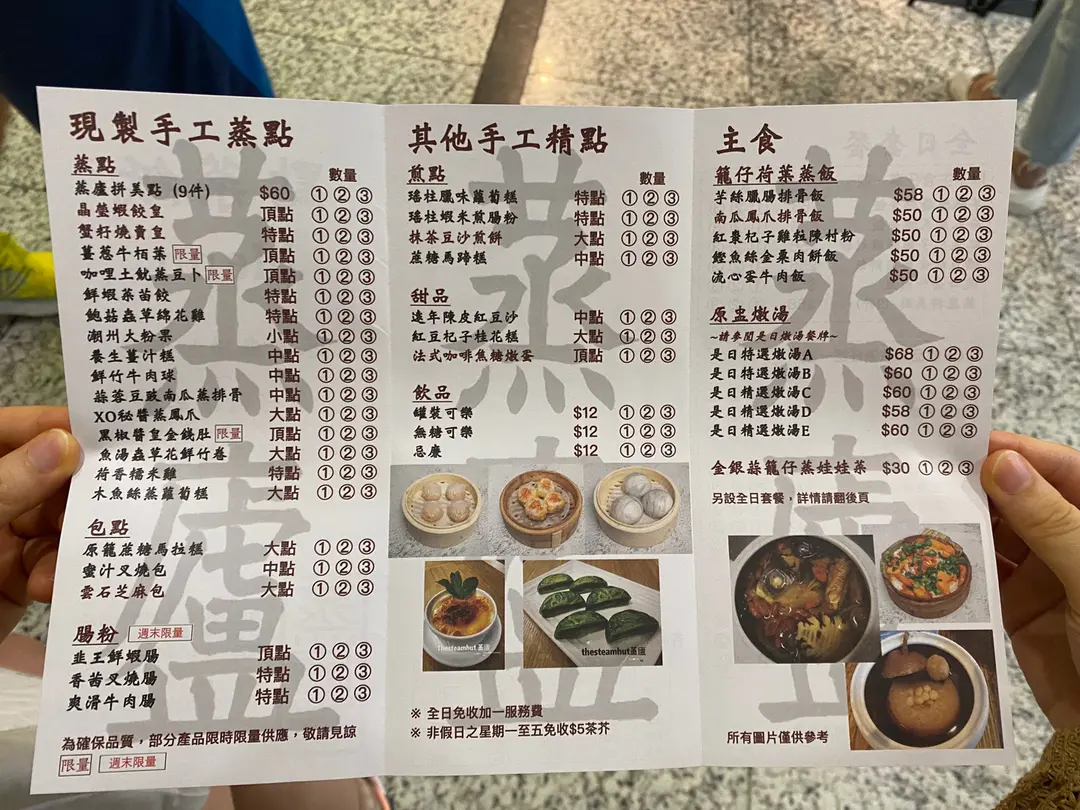 現製手工蒸點
蒸點 數量
蒸廬拼美點 (9件) $60 ①②③
晶瑩蝦餃皇 頂點 ①②③
蟹籽燒賣皇 特點 ①②③
薑葱牛栢葉 限量 頂點 ①②③
咖哩土魷蒸豆卜 限量 頂點 ①②③
鮮蝦菜苗餃 特點 ①②③
鮑菇蟲草綿花雞 特點 ①②③
潮州大粉果 小點 ①②③
養生薑汁糕 中點 ①②③
鮮竹牛肉球 中點 ①②③
蒜蓉豆豉南瓜蒸排骨 中點 ①②③
XO秘醬蒸鳳爪 大點 ①②③
黑椒醬皇金錢肚 限量 頂點 ①②③
魚湯蟲草花鮮竹卷 大點 ①②③
荷香糯米雞 特點 ①②③
木魚絲蒸蘿蔔糕 大點 ①②③
包點
原籠蔗糖馬拉糕 大點 ①②③
蜜汁叉燒包 中點 ①②③
雲石芝麻包 大點 ①②③
腸粉 週末限量
韭王鮮蝦腸 頂點 ①②③
香茜叉燒腸 特點 ①②③
爽滑牛肉腸 特點 ①②③
為確保品質，部分產品限時限量供應，敬請見諒
限量 週末限量
其他手工精點
煎點 數量
瑤柱臘味蘿蔔糕 特點 ①②③
瑤柱蝦米煎腸粉 特點 ①②③
抹茶豆沙煎餅 大點 ①②③
蔗糖馬蹄糕 中點 ①②③
甜品
遠年陳皮紅豆沙 中點 ①②③
紅豆杞子桂花糕 大點 ①②③
法式咖啡焦糖燉蛋 頂點 ①②③
飲品
罐裝可樂 $12 ①②③
無糖可樂 $12 ①②③
忌廉 $12 ①②③
Thesteamhut蒸廬
thesteamhut蒸廬
※ 全日免收加一服務費
※ 非假日之星期一至五免收$5茶芥
主食
籠仔荷葉蒸飯 數量
芋絲臘腸排骨飯 $58 ①②③
南瓜鳳爪排骨飯 $50 ①②③
紅棗杞子雞粒陳村粉 $50 ①②③
鰹魚絲金菜肉餅飯 $50 ①②③
流心蛋牛肉飯 $50 ①②③
原盅燉湯
~請參閱是日燉湯餐牌~
是日特選燉湯A $68 ①②③
是日特選燉湯B $60 ①②③
是日精選燉湯C $60 ①②③
是日精選燉湯D $58 ①②③
是日精選燉湯E $60 ①②③
金銀蒜籠仔蒸娃娃菜 $30 ①②③
另設全日套餐，詳情請翻後頁
所有圖片僅供參考
蒸廬
蒸廬
蒸廬